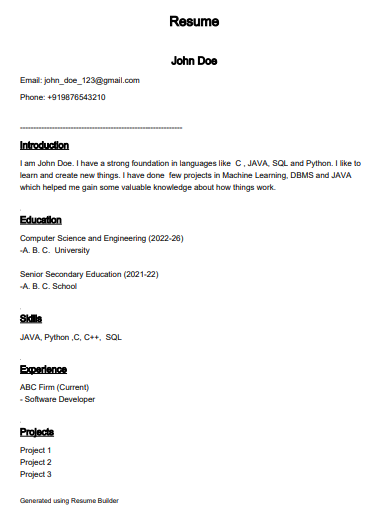 Resume
John Doe
Email: john_doe_123@gmail.com
Phone: +919876543210
------------------------------------------------------------
Introduction
I am John Doe. I have a strong foundation in languages like  C , JAVA, SQL and Python. I like to
learn and create new things. I have done  few projects in Machine Learning, DBMS and JAVA
which helped me gain some valuable knowledge about how things work.
.
Education
Computer Science and Engineering (2022-26)
-A. B. C.  University
Senior Secondary Education (2021-22)
-A. B. C. School
.
Skills
JAVA, Python ,C, C++,  SQL
.
Experience
ABC Firm (Current)
- Software Developer
.
Projects
Project 1
Project 2
Project 3
Generated using Resume Builder